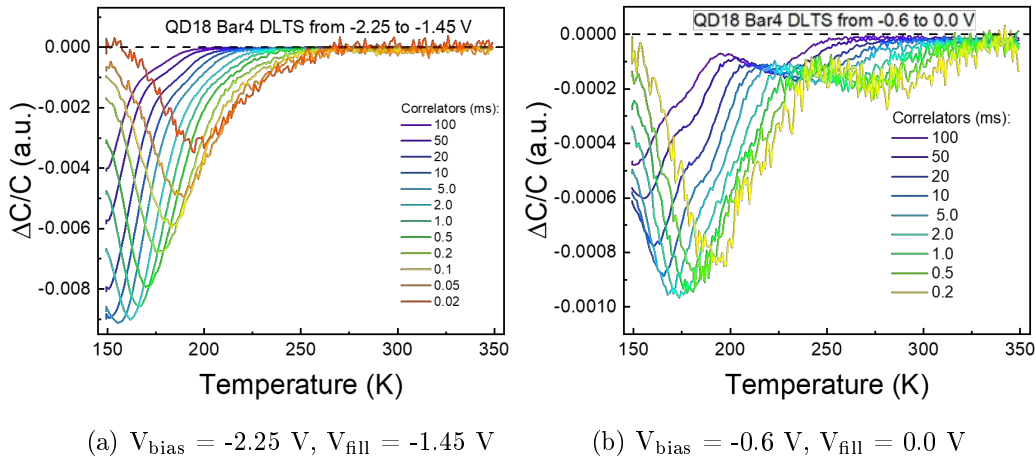 QD18 Bar4 DLTS from -2.25 to -1.45 V
0.000
-0.002
-0.004
-0.006
-0.008
ΔC/C (a.u.)
Correlators (ms):
100
50
20
10
5.0
2.0
1.0
0.5
0.2
0.1
0.05
0.02
150 200 250 300 350
Temperature (K)
(a) V_bias = -2.25 V, V_fill = -1.45 V
QD18 Bar4 DLTS from -0.6 to 0.0 V
0.0000
-0.0002
-0.0004
-0.0006
-0.0008
-0.0010
ΔC/C (a.u.)
Correlators (ms):
100
50
20
10
5.0
2.0
1.0
0.5
0.2
150 200 250 300 350
Temperature (K)
(b) V_bias = -0.6 V, V_fill = 0.0 V